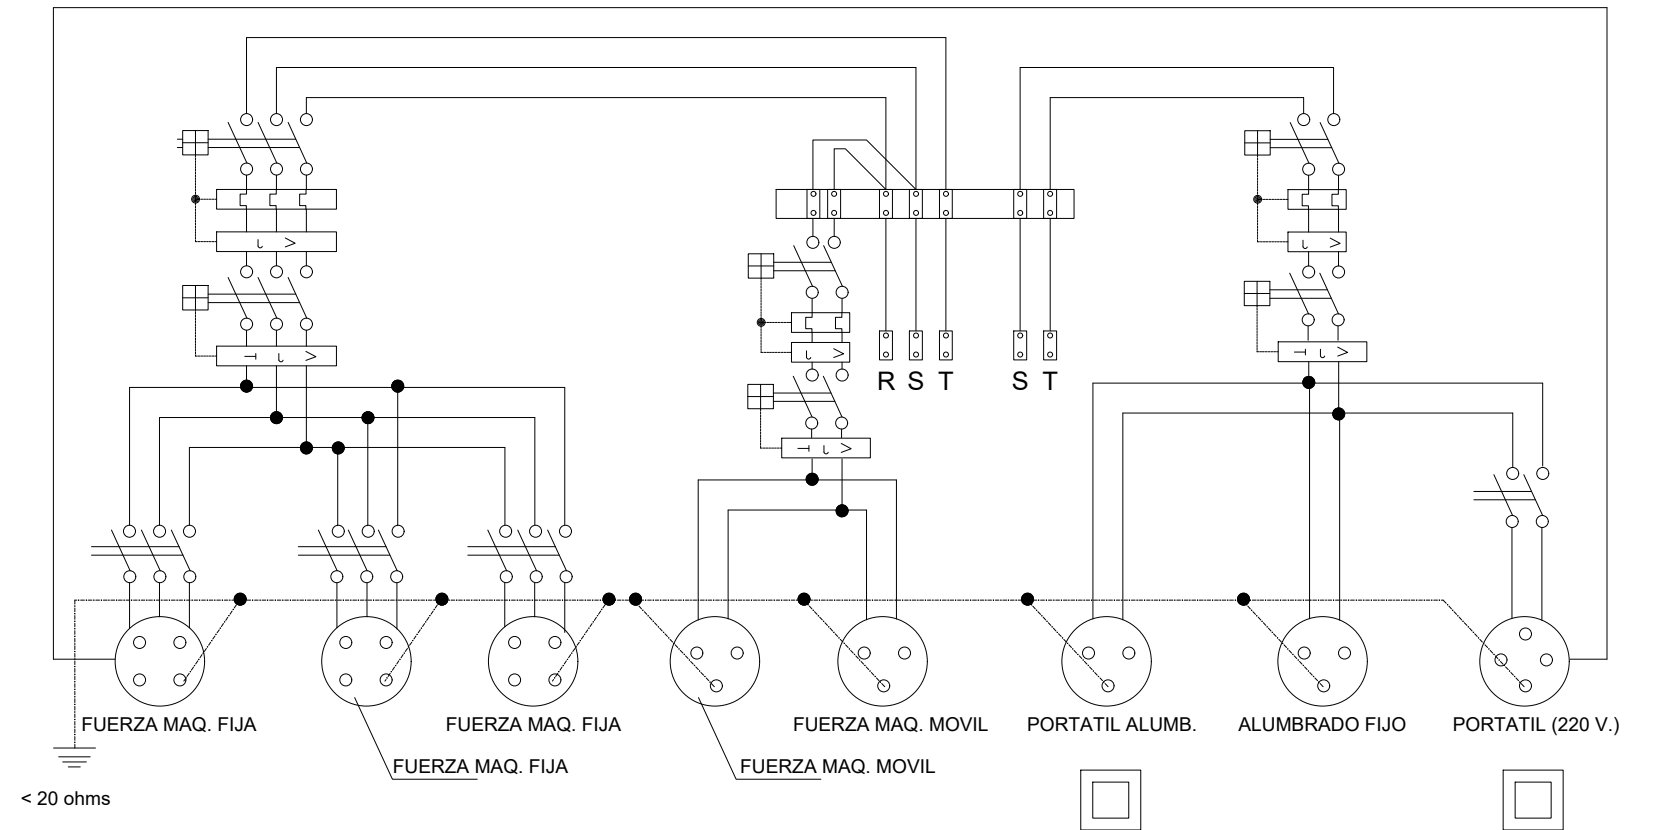 R S T S T
FUERZA MAQ. FIJA FUERZA MAQ. FIJA FUERZA MAQ. MOVIL PORTATIL ALUMB. ALUMBRADO FIJO PORTATIL (220 V.)
FUERZA MAQ. FIJA FUERZA MAQ. MOVIL
< 20 ohms